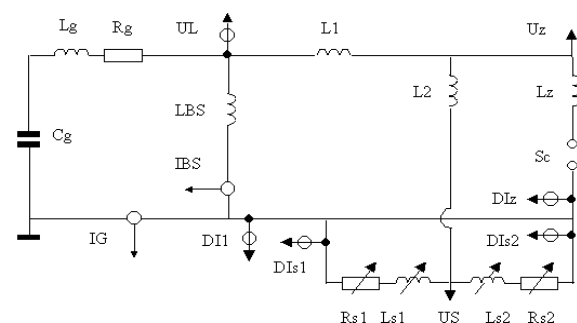 Lg Rg UL L1 Uz
L2 Lz
LBS
Cg
Sc
IBS
DIz
IG DI1 DIs1 DIs2
Rs1 Ls1 US Ls2 Rs2